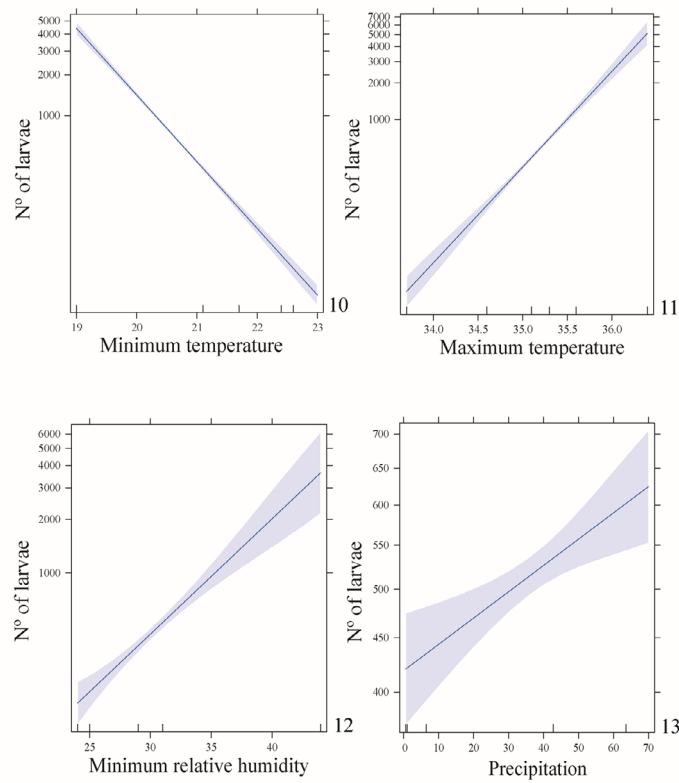 5000
4000
3000
2000
1000
Nº of larvae
19 20 21 22 23
Minimum temperature
10
7000
6000
5000
4000
3000
2000
1000
Nº of larvae
34.0 34.5 35.0 35.5 36.0
Maximum temperature
11
6000
5000
4000
3000
2000
1000
Nº of larvae
25 30 35 40
Minimum relative humidity
12
700
650
600
550
500
450
400
Nº of larvae
0 10 20 30 40 50 60 70
Precipitation
13